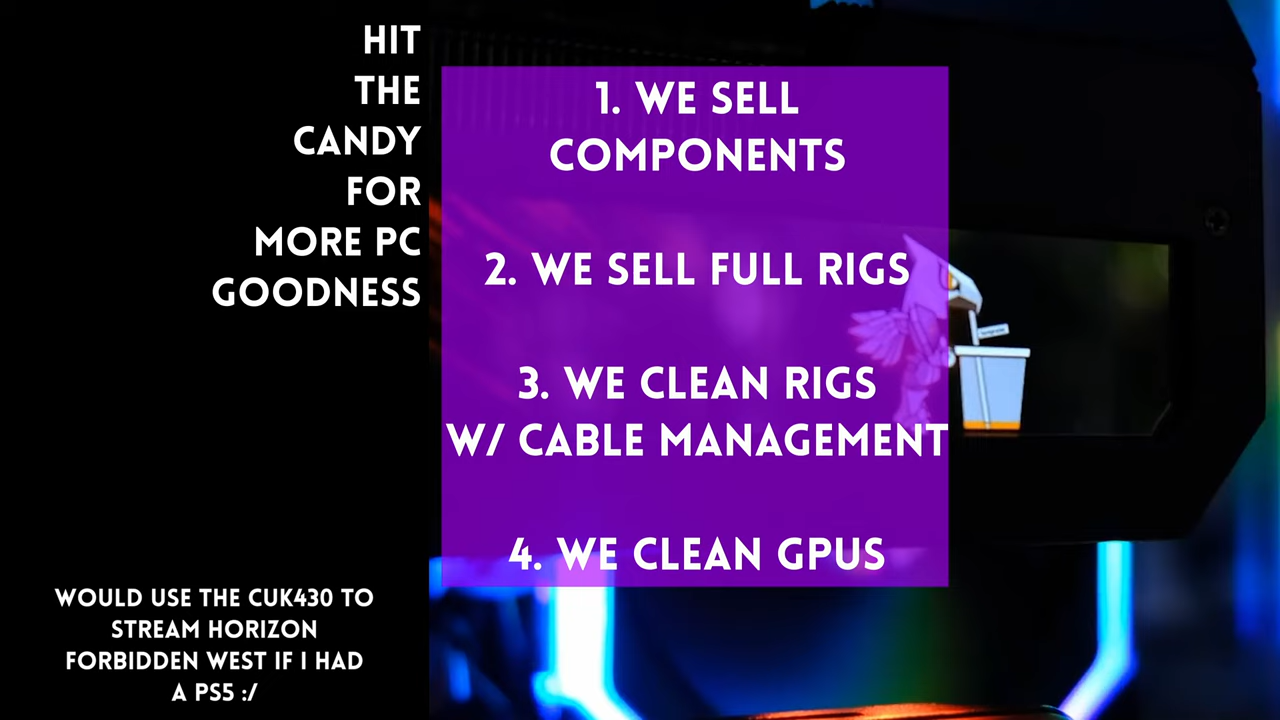 HIT
THE
CANDY
FOR
MORE PC
GOODNESS
1. WE SELL
COMPONENTS
2. WE SELL FULL RIGS
3. WE CLEAN RIGS
W/ CABLE MANAGEMENT
4. WE CLEAN GPUS
WOULD USE THE CUK430 TO
STREAM HORIZON
FORBIDDEN WEST IF I HAD
A PS5 :/